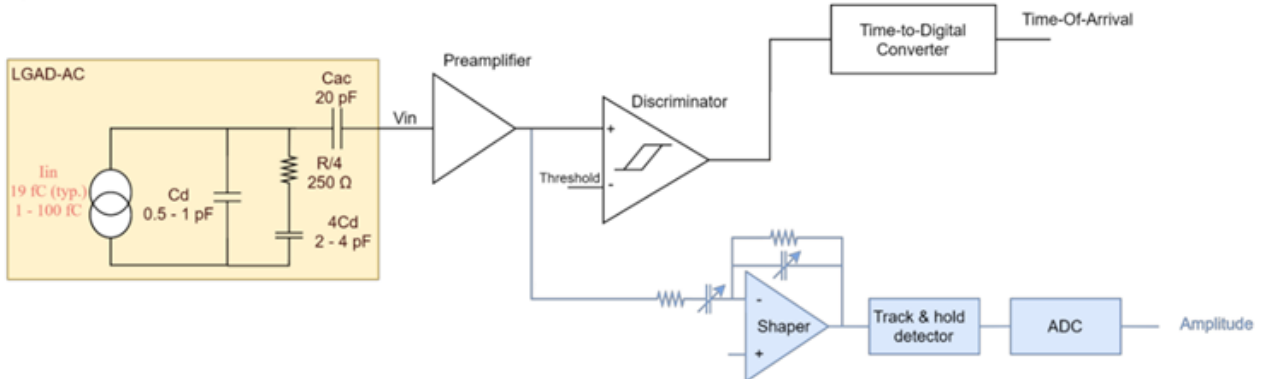 LGAD-AC
Iin
19 fC (typ.)
1 - 100 fC
Cd
0.5 - 1 pF
R/4
250 Ω
4Cd
2 - 4 pF
Cac
20 pF
Vin
Preamplifier
Discriminator
+
Threshold
-
Time-to-Digital
Converter
Time-Of-Arrival
-
Shaper
+
Track & hold
detector
ADC
Amplitude